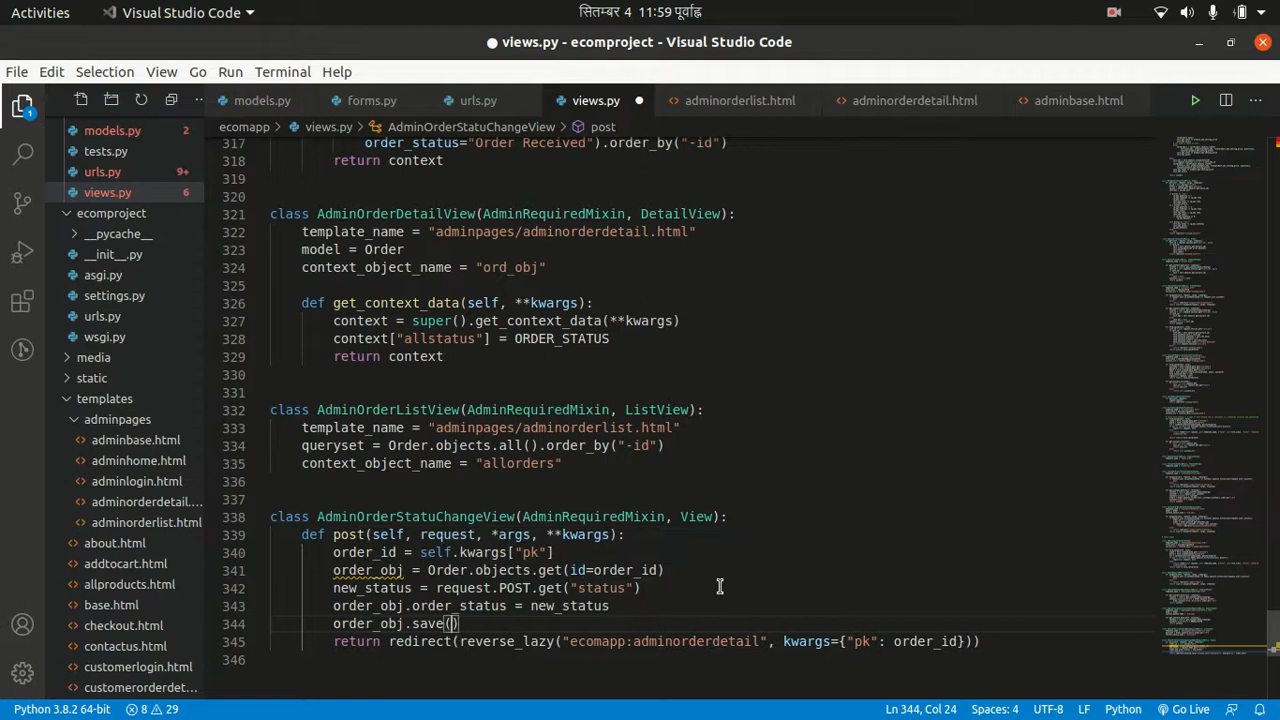 Activities
Visual Studio Code
सितम्बर 4 11:59 पूर्वाह्न
views.py - ecomproject - Visual Studio Code
File Edit Selection View Go Run Terminal Help
models.py forms.py urls.py views.py adminorderlist.html adminorderdetail.html adminbase.html
ecomapp views.py AdminOrderStatuChangeView post
1
models.py 2
tests.py
urls.py 9+
views.py 6
ecomproject
__pycache__
__init__.py
asgi.py
settings.py
urls.py
wsgi.py
media
static
templates
adminpages
adminbase.html
adminhome.html
adminlogin.html
adminorderdetail....
adminorderlist.html
about.html
addtocart.html
allproducts.html
base.html
checkout.html
contactus.html
customerlogin.html
customerorderdet...
317 order_status="Order Received").order_by("-id")
318 return context
319
320
321 class AdminOrderDetailView(AdminRequiredMixin, DetailView):
322 template_name = "adminpages/adminorderdetail.html"
323 model = Order
324 context_object_name = "ord_obj"
325
326 def get_context_data(self, **kwargs):
327 context = super().get_context_data(**kwargs)
328 context["allstatus"] = ORDER_STATUS
329 return context
330
331
332 class AdminOrderListView(AdminRequiredMixin, ListView):
333 template_name = "adminpages/adminorderlist.html"
334 queryset = Order.objects.all().order_by("-id")
335 context_object_name = "allorders"
336
337
338 class AdminOrderStatuChangeView(AdminRequiredMixin, View):
339 def post(self, request, *args, **kwargs):
340 order_id = self.kwargs["pk"]
341 order_obj = Order.objects.get(id=order_id)
342 new_status = request.POST.get("status")
343 order_obj.order_status = new_status
344 order_obj.save()
345 return redirect(reverse_lazy("ecomapp:adminorderdetail", kwargs={"pk": order_id}))
346
Python 3.8.2 64-bit 8 29 Ln 344, Col 24 Spaces: 4 UTF-8 LF Python Go Live